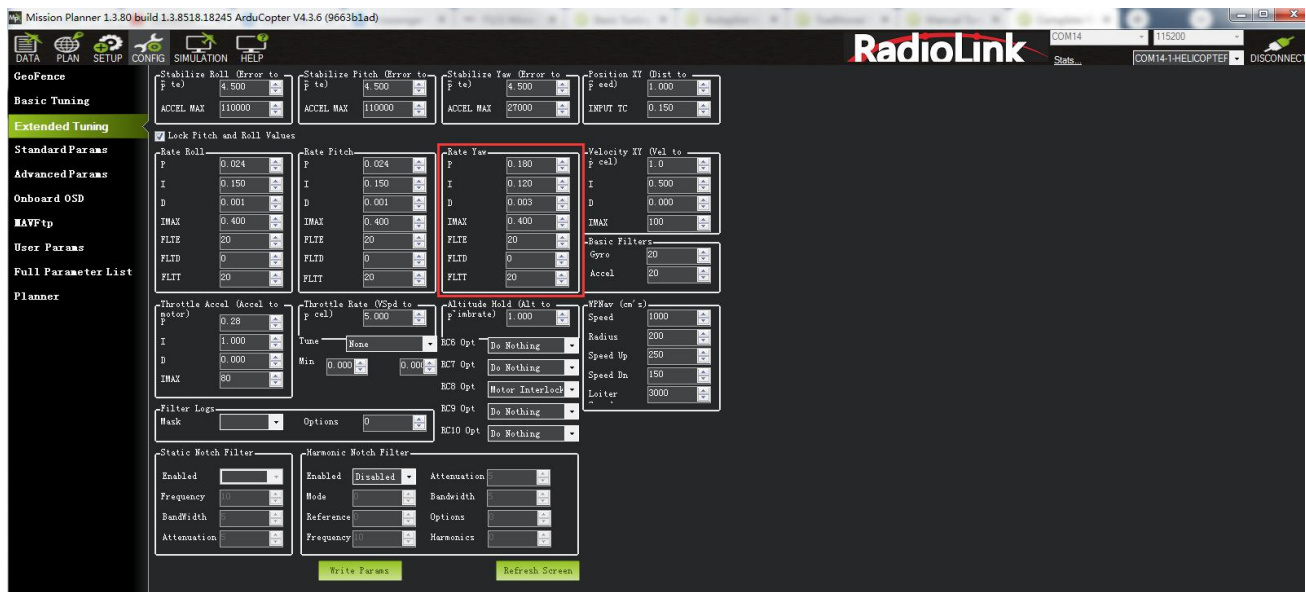 Mission Planner 1.3.80 build 1.3.8518.18245 ArduCopter V4.3.6 (9663b1ad)
DATA PLAN SETUP CONFIG SIMULATION HELP
RadioLink
COM14 115200
Stats... COM14-1-HELICOPTER DISCONNECT
GeoFence
Basic Tuning
Extended Tuning
Standard Params
Advanced Params
Onboard OSD
MAVFtp
User Params
Full Parameter List
Planner
Stabilize Roll (Error to
te) 4.500
ACCEL MAX 110000
Stabilize Pitch (Error to
te) 4.500
ACCEL MAX 110000
Stabilize Yaw (Error to
te) 4.500
ACCEL MAX 27000
Position XY (Dist to
eed) 1.000
INPUT TC 0.150
Lock Pitch and Roll Values
Rate Roll
P 0.024
I 0.150
D 0.001
IMAX 0.400
FLTE 20
FLTD 0
FLTT 20
Rate Pitch
P 0.024
I 0.150
D 0.001
IMAX 0.400
FLTE 20
FLTD 0
FLTT 20
Rate Yaw
P 0.180
I 0.120
D 0.003
IMAX 0.400
FLTE 20
FLTD 0
FLTT 20
Velocity XY (Vel to
cel) 1.0
I 0.500
D 0.000
IMAX 100
Basic Filters
Gyro 20
Accel 20
Throttle Accel (Accel to
motor)
P 0.28
I 1.000
D 0.000
IMAX 80
Throttle Rate (VSpd to
cel) 5.000
Tune None
Min 0.000 0.000
Altitude Hold (Alt to
imbrate) 1.000
RC6 Opt Do Nothing
RC7 Opt Do Nothing
RC8 Opt Motor Interlock
RC9 Opt Do Nothing
RC10 Opt Do Nothing
WPNav (cm's)
Speed 1000
Radius 200
Speed Up 250
Speed Dn 150
Loiter 3000
Filter Logs
Mask Options 0
Static Notch Filter
Enabled
Frequency 10
BandWidth 5
Attenuation 5
Harmonic Notch Filter
Enabled Disabled Attenuation 5
Mode 0 Bandwidth 5
Reference 0 Options 0
Frequency 10 Harmonics 0
Write Params Refresh Screen